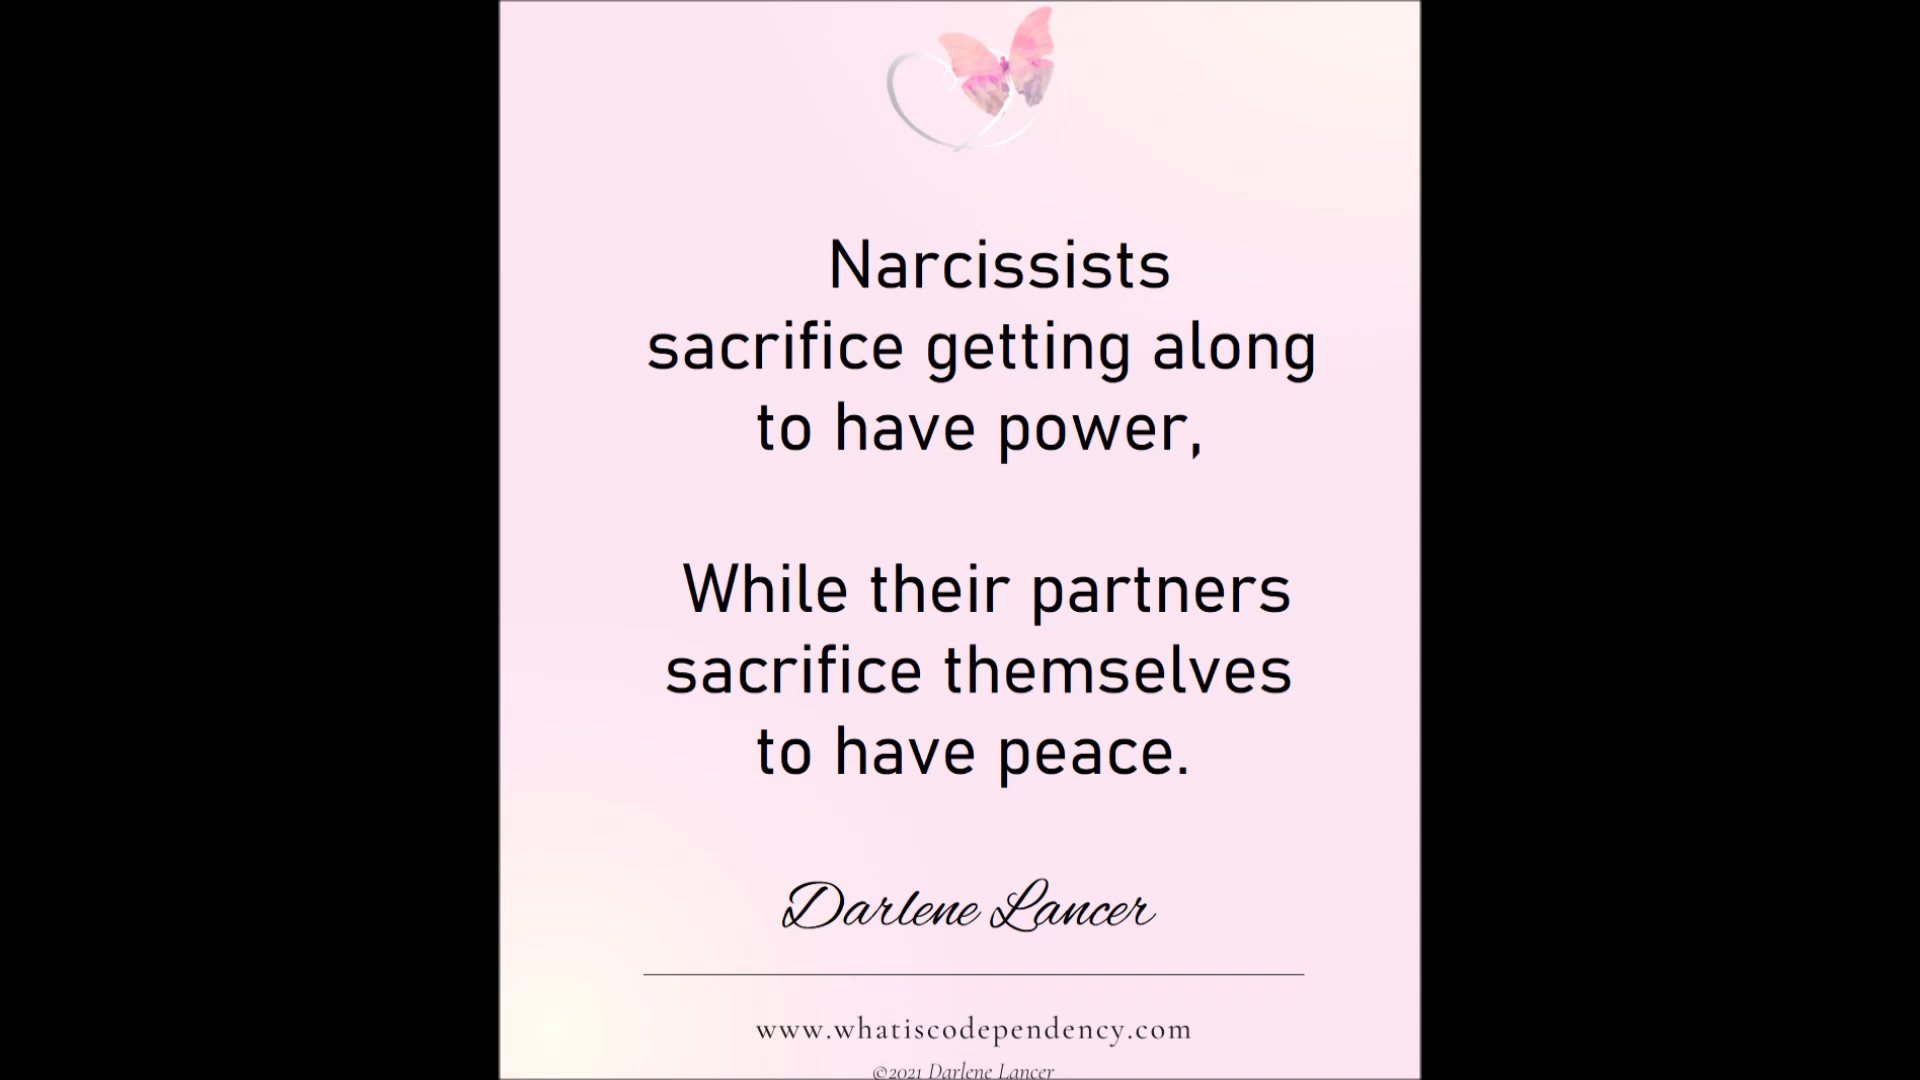 Narcissists
sacrifice getting along
to have power,
While their partners
sacrifice themselves
to have peace.
Darlene Lancer
www.whatiscodependency.com
©2021 Darlene Lancer